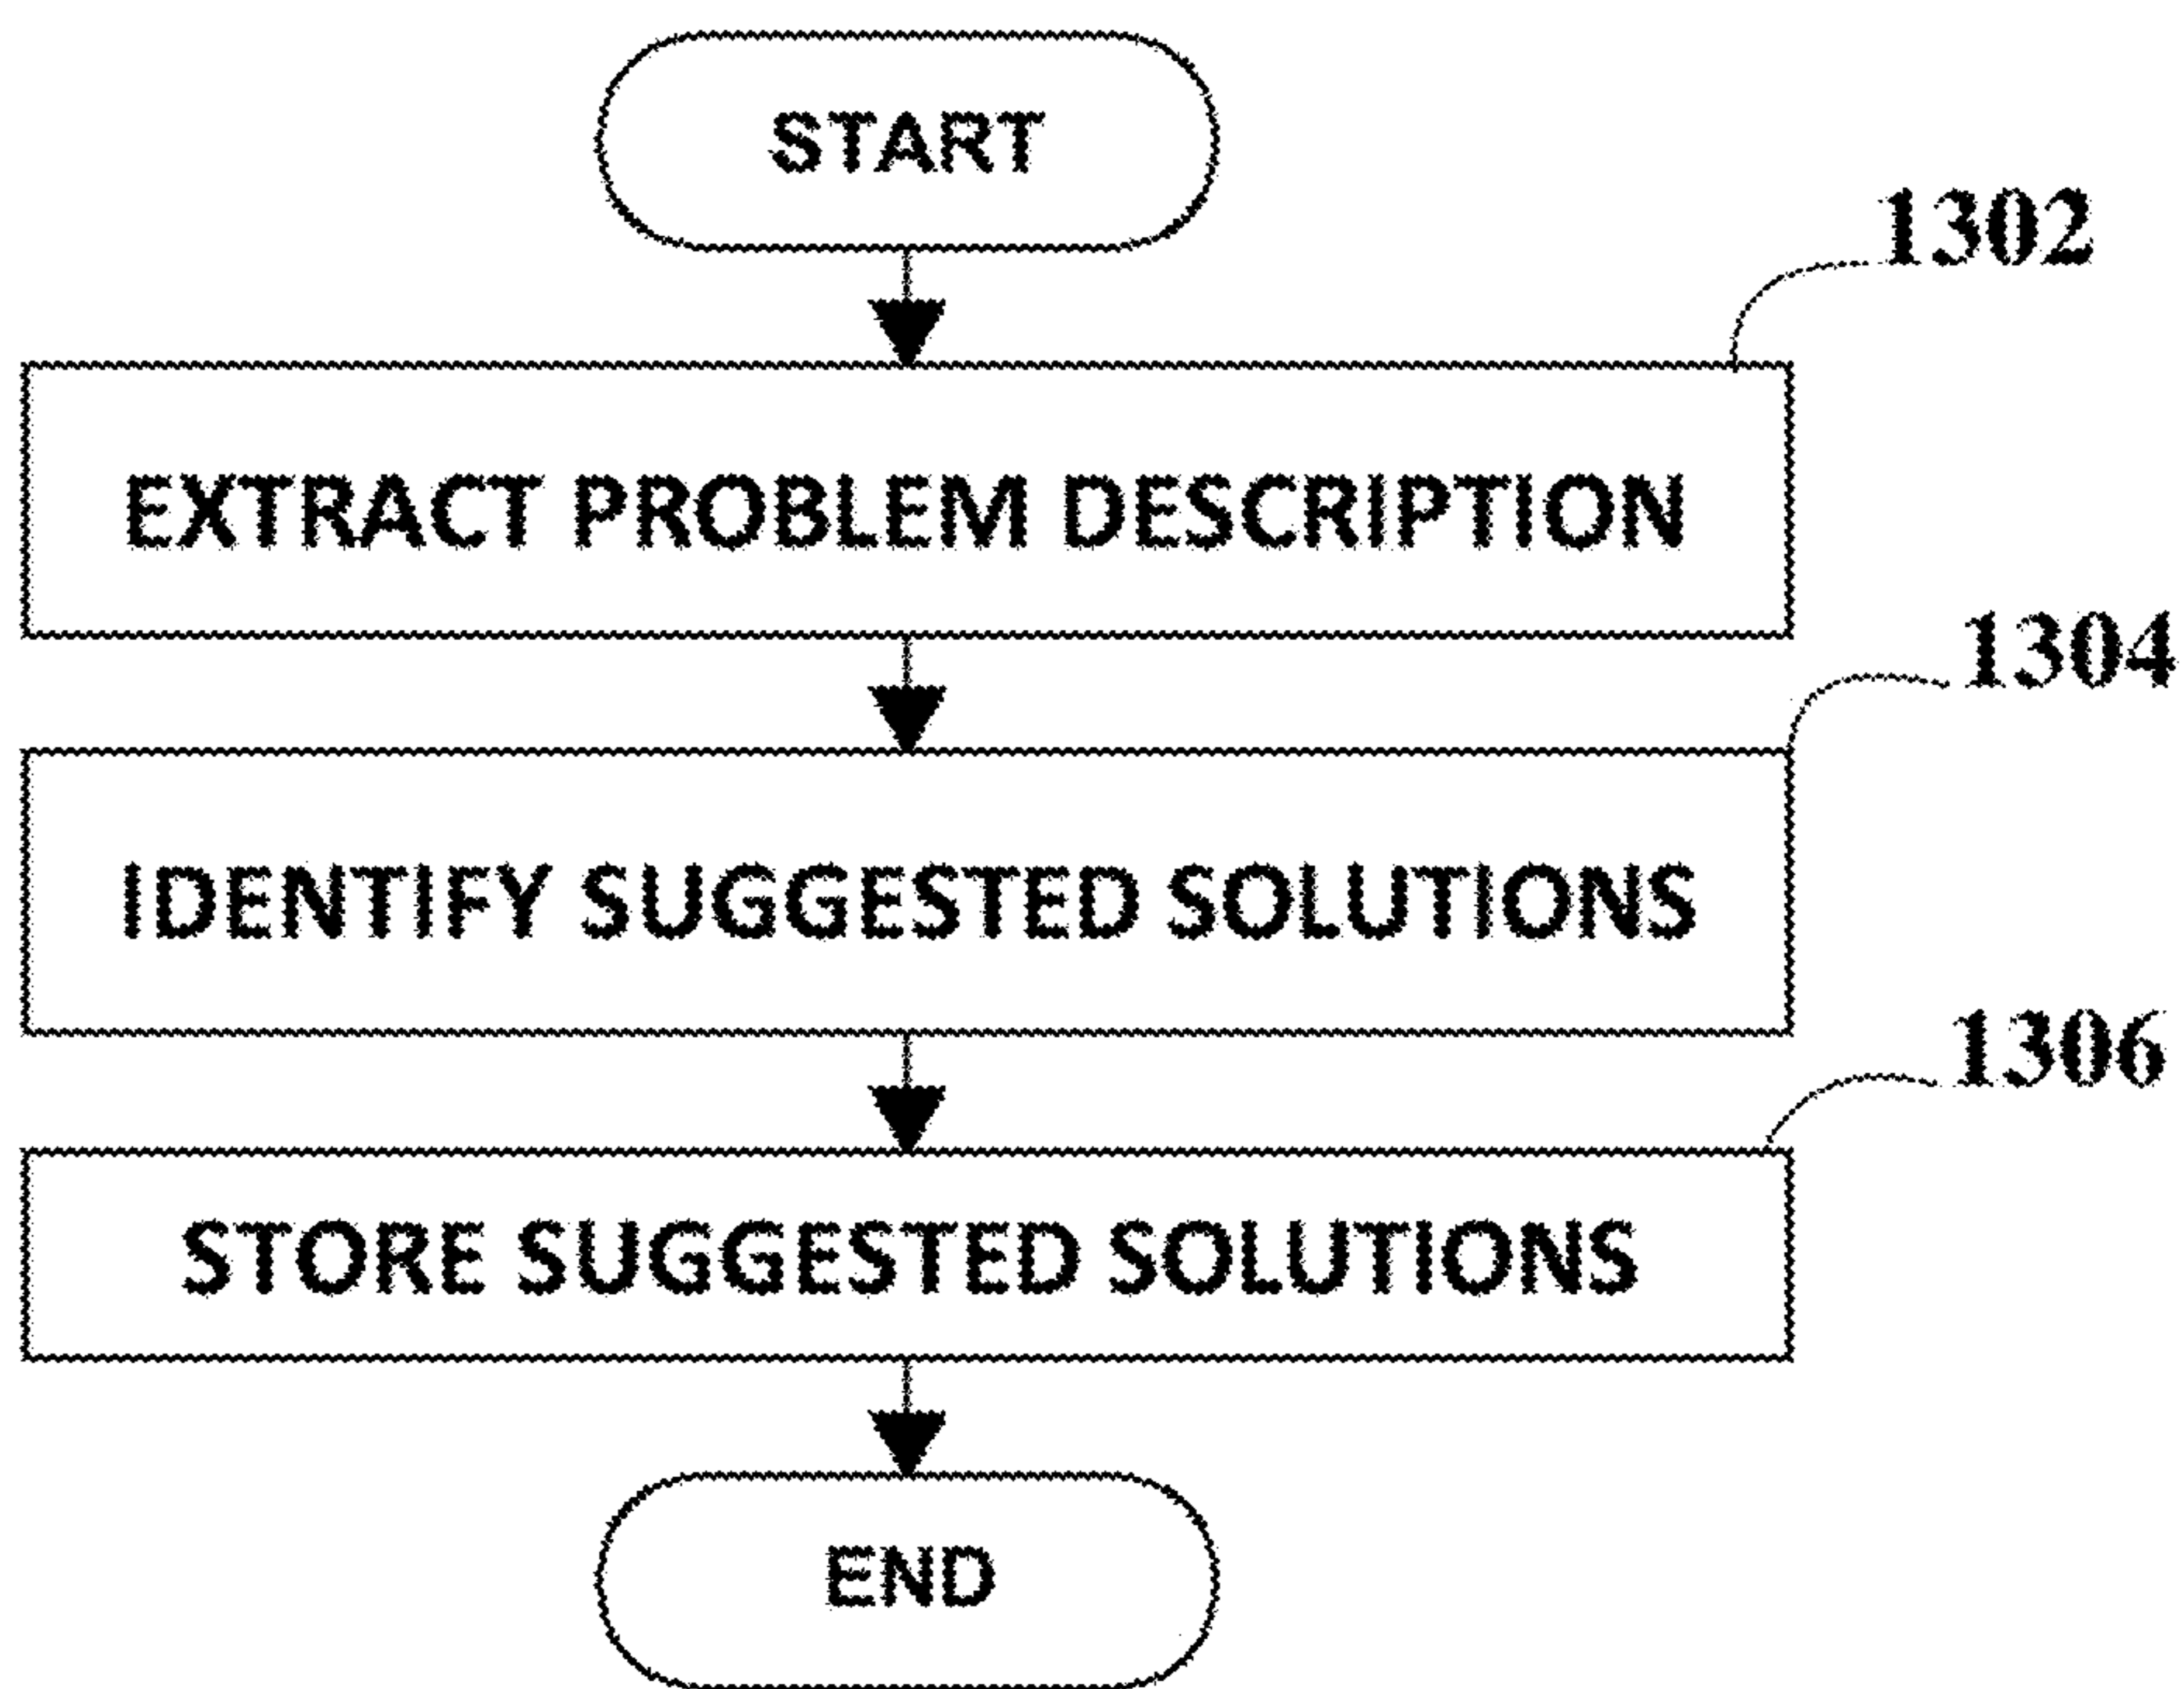 START
1302
EXTRACT PROBLEM DESCRIPTION
1304
IDENTIFY SUGGESTED SOLUTIONS
1306
STORE SUGGESTED SOLUTIONS
END